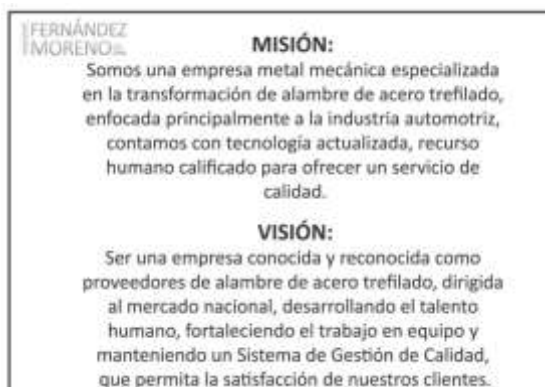 FERNÁNDEZ
MORENO
MISIÓN:
Somos una empresa metal mecánica especializada
en la transformación de alambre de acero trefilado,
enfocada principalmente a la industria automotriz,
contamos con tecnología actualizada, recurso
humano calificado para ofrecer un servicio de
calidad.
VISIÓN:
Ser una empresa conocida y reconocida como
proveedores de alambre de acero trefilado, dirigida
al mercado nacional, desarrollando el talento
humano, fortaleciendo el trabajo en equipo y
manteniendo un Sistema de Gestión de Calidad,
que permita la satisfacción de nuestros clientes.